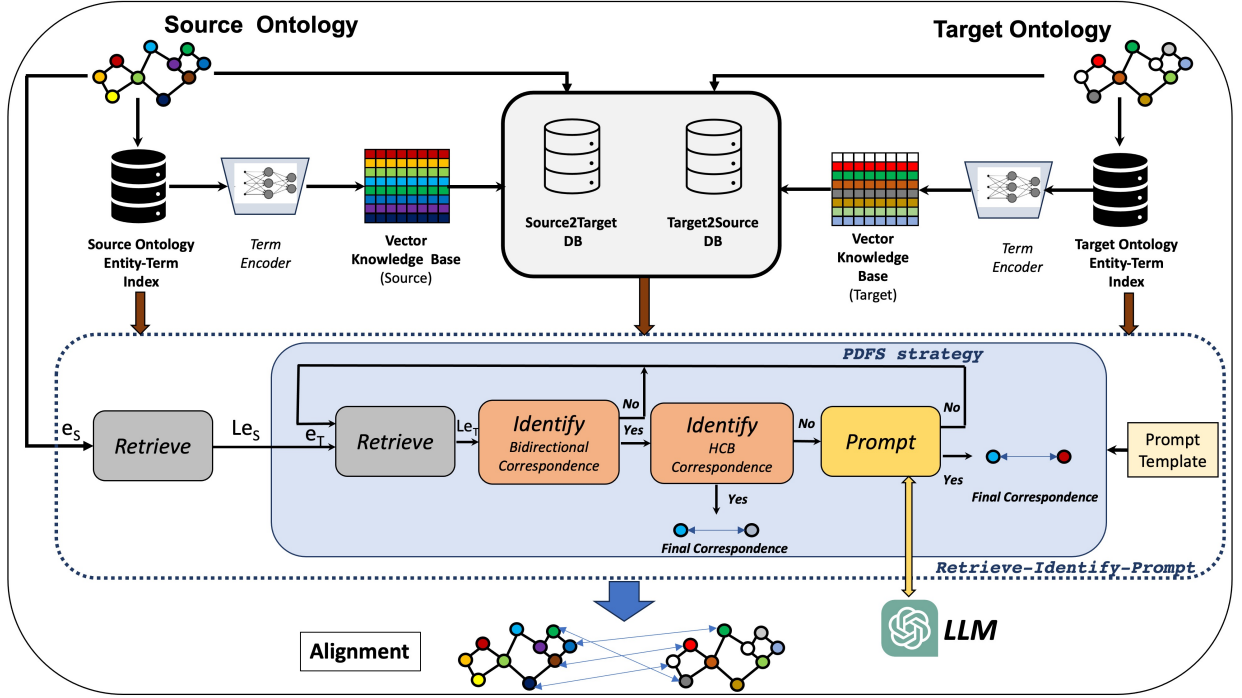 Source Ontology
Target Ontology
Source Ontology
Entity-Term
Index
Term
Encoder
Vector
Knowledge Base
(Source)
Source2Target
DB
Target2Source
DB
Vector
Knowledge
Base
(Target)
Term
Encoder
Target Ontology
Entity-Term
Index
PDFS strategy
eS
Retrieve
LeS
eT
Retrieve
LeT
Identify
Bidirectional
Correspondence
No
Yes
Identify
HCB
Correspondence
No
Yes
Final Correspondence
Prompt
No
Yes
Final Correspondence
Prompt
Template
Retrieve-Identify-Prompt
LLM
Alignment